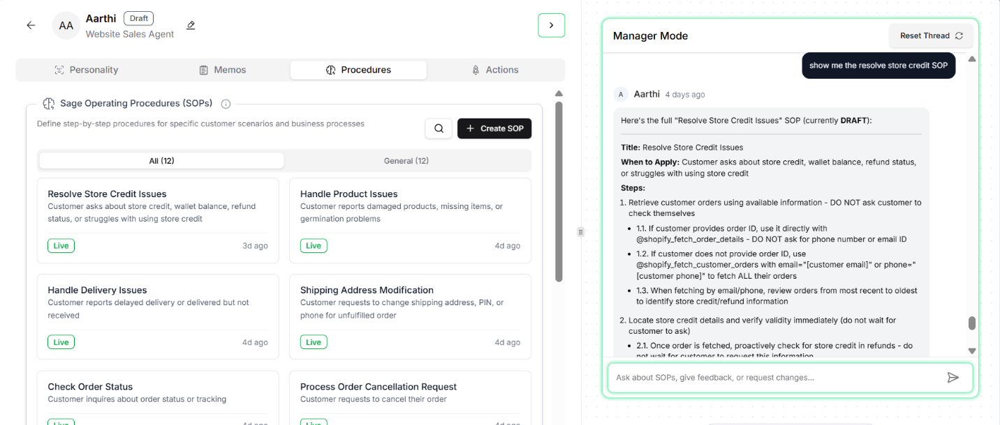 AA
Aarthi
Draft
Website Sales Agent
Personality
Memos
Procedures
Actions
Sage Operating Procedures (SOPs)
Define step-by-step procedures for specific customer scenarios and business processes
+ Create SOP
All (12)
General (12)
Resolve Store Credit Issues
Customer asks about store credit, wallet balance, refund
status, or struggles with using store credit
Live
3d ago
Handle Product Issues
Customer reports damaged products, missing items, or
germination problems
Live
4d ago
Handle Delivery Issues
Customer reports delayed delivery or delivered but not
received
Live
4d ago
Shipping Address Modification
Customer requests to change shipping address, PIN, or
phone for unfulfilled order
Live
4d ago
Check Order Status
Customer inquires about order status or tracking
Live
4d ago
Process Order Cancellation Request
Customer requests to cancel their order
Live
4d ago
Manager Mode
Reset Thread
show me the resolve store credit SOP
A
Aarthi
4 days ago
Here's the full "Resolve Store Credit Issues" SOP (currently DRAFT):
Title: Resolve Store Credit Issues
When to Apply: Customer asks about store credit, wallet balance, refund status,
or struggles with using store credit
Steps:
1. Retrieve customer orders using available information - DO NOT ask customer to
check themselves
• 1.1. If customer provides order ID, use it directly with
@shopify_fetch_order_details - DO NOT ask for phone number or email ID
• 1.2. If customer does not provide order ID, use
@shopify_fetch_customer_orders with email="[customer email]" or phone="
[customer phone]" to fetch ALL their orders
• 1.3. When fetching by email/phone, review orders from most recent to oldest
to identify store credit/refund information
2. Locate store credit details and verify validity immediately (do not wait for
customer to ask)
• 2.1. Once order is fetched, proactively check for store credit in refunds - do
not wait for customer to request this information
Ask about SOPs, give feedback, or request changes...